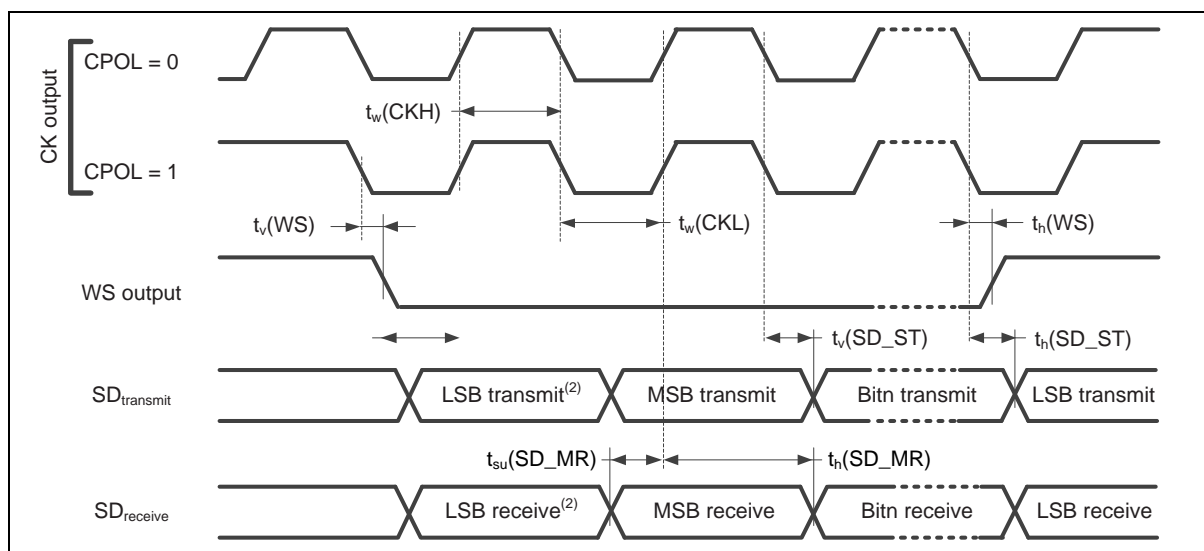 CK output
CPOL = 0
tw(CKH)
CPOL = 1
tv(WS)
tw(CKL)
th(WS)
WS output
tv(SD_ST)
th(SD_ST)
SDtransmit
LSB transmit(2)
MSB transmit
Bitn transmit
LSB transmit
tsu(SD_MR)
th(SD_MR)
SDreceive
LSB receive(2)
MSB receive
Bitn receive
LSB receive